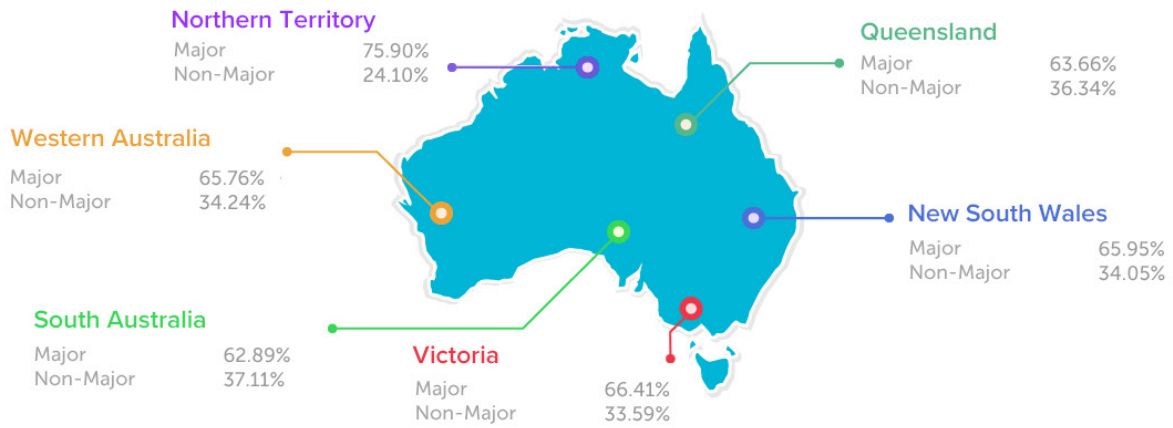 Northern Territory
Major 75.90%
Non-Major 24.10%
Queensland
Major 63.66%
Non-Major 36.34%
Western Australia
Major 65.76%
Non-Major 34.24%
New South Wales
Major 65.95%
Non-Major 34.05%
South Australia
Major 62.89%
Non-Major 37.11%
Victoria
Major 66.41%
Non-Major 33.59%